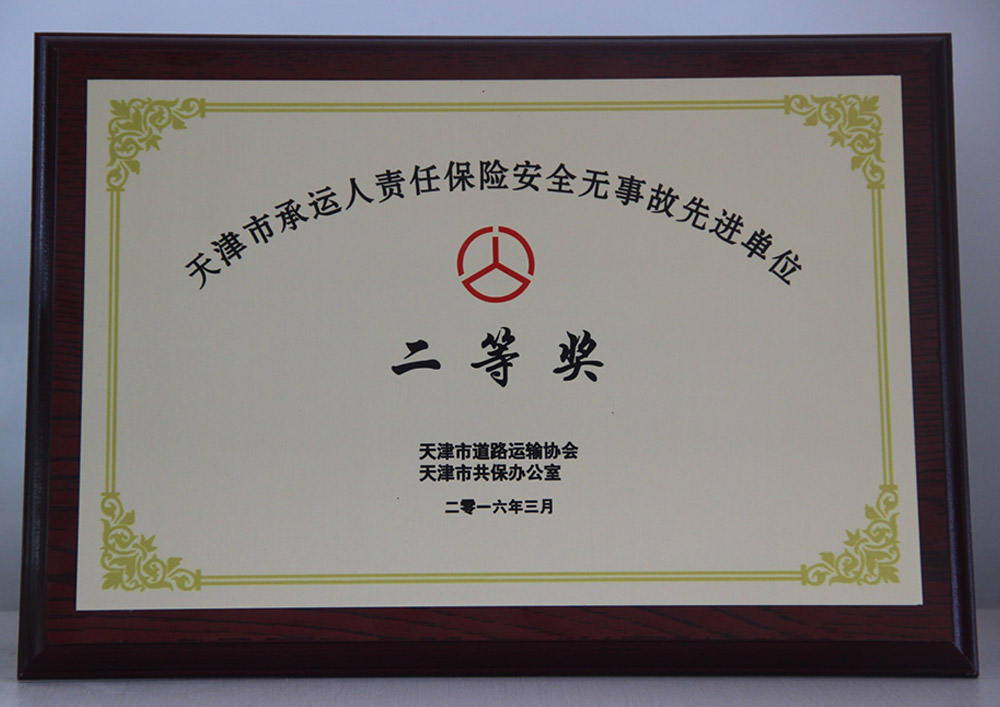 天津市承运人责任保险安全无事故先进单位
二等奖
天津市道路运输协会
天津市共保办公室
二零一六年三月